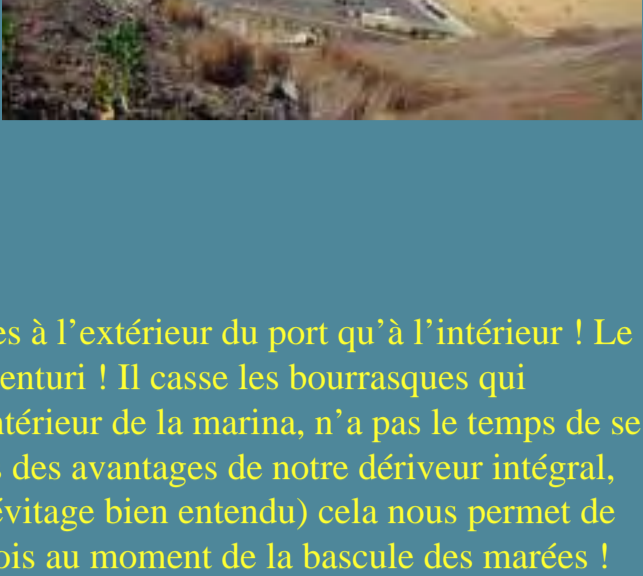 es à l’extérieur du port qu’à l’intérieur ! Le
enturi ! Il casse les bourrasques qui
ntérieur de la marina, n’a pas le temps de se
des avantages de notre dériveur intégral,
évitage bien entendu) cela nous permet de
ois au moment de la bascule des marées !